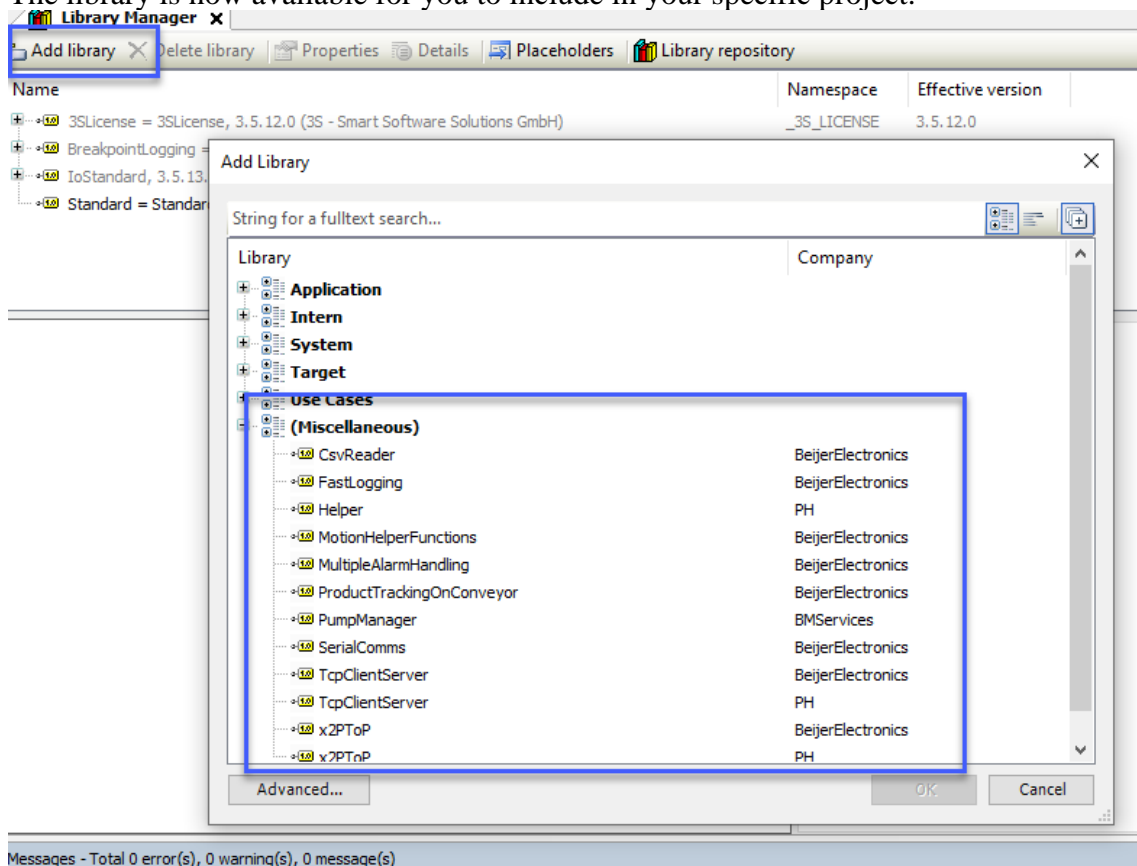 The library is now available for you to include in your specific project.
Library Manager
Add library Delete library Properties Details Placeholders Library repository
Name Namespace Effective version
3SLicense = 3SLicense, 3.5.12.0 (3S - Smart Software Solutions GmbH) _3S_LICENSE 3.5.12.0
BreakpointLogging =
IoStandard, 3.5.13.
Standard = Standar
Add Library
String for a fulltext search...
Library Company
Application
Intern
System
Target
Use Cases
(Miscellaneous)
CsvReader BeijerElectronics
FastLogging BeijerElectronics
Helper PH
MotionHelperFunctions BeijerElectronics
MultipleAlarmHandling BeijerElectronics
ProductTrackingOnConveyor BeijerElectronics
PumpManager BMServices
SerialComms BeijerElectronics
TcpClientServer BeijerElectronics
TcpClientServer PH
x2PToP BeijerElectronics
x2PToP PH
Advanced... OK Cancel
Messages - Total 0 error(s), 0 warning(s), 0 message(s)